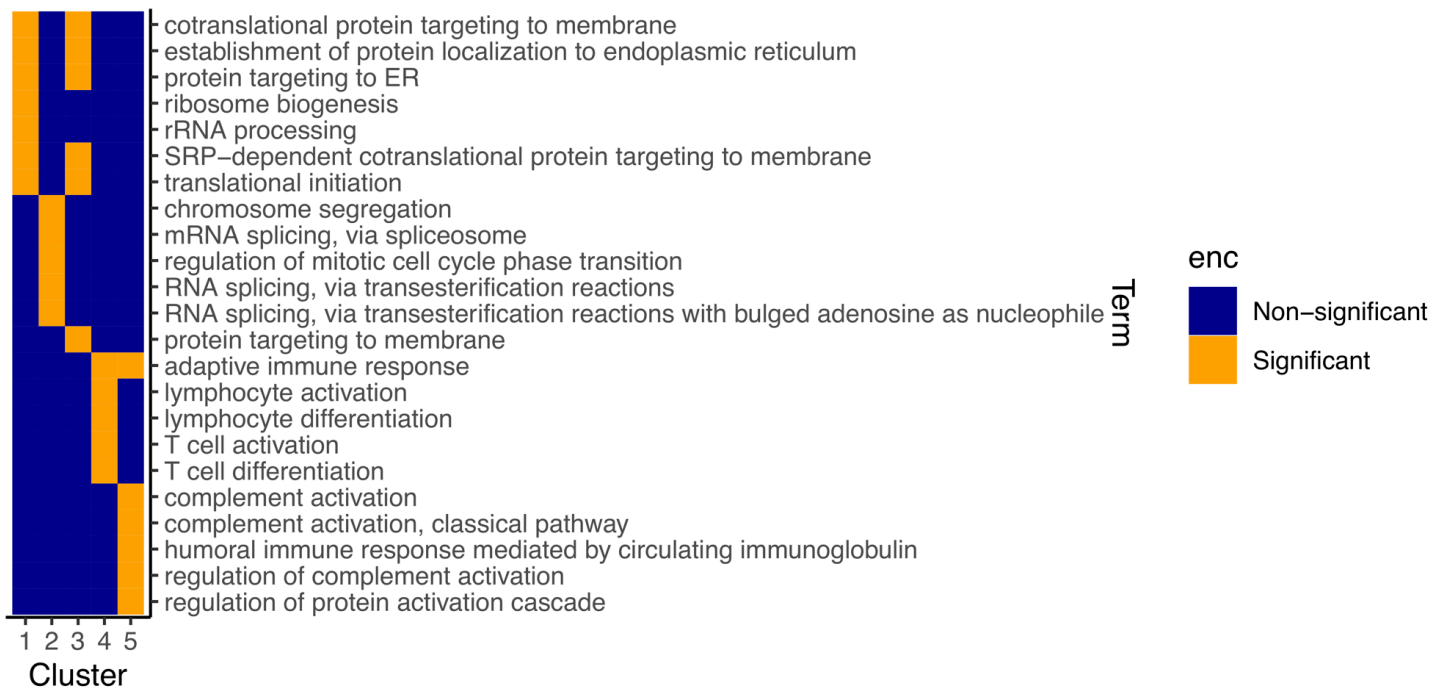 cotranslational protein targeting to membrane
establishment of protein localization to endoplasmic reticulum
protein targeting to ER
ribosome biogenesis
rRNA processing
SRP−dependent cotranslational protein targeting to membrane
translational initiation
chromosome segregation
mRNA splicing, via spliceosome
regulation of mitotic cell cycle phase transition
RNA splicing, via transesterification reactions
RNA splicing, via transesterification reactions with bulged adenosine as nucleophile
protein targeting to membrane
adaptive immune response
lymphocyte activation
lymphocyte differentiation
T cell activation
T cell differentiation
complement activation
complement activation, classical pathway
humoral immune response mediated by circulating immunoglobulin
regulation of complement activation
regulation of protein activation cascade
1 2 3 4 5
Cluster
Term
enc
Non−significant
Significant